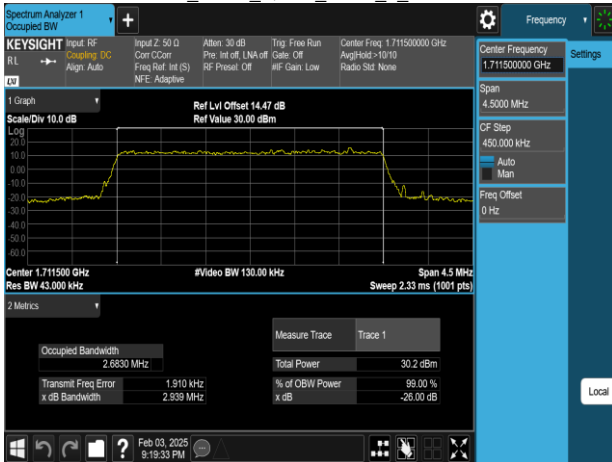 Spectrum Analyzer 1
Occupied BW
+
Frequency
KEYSIGHT
RL
LXI
Input: RF
Coupling: DC
Align: Auto
Input Z: 50 Ω
Corr CCorr
Freq Ref: Int (S)
NFE: Adaptive
Atten: 30 dB
Pre: Int off, LNA off
RF Presel: Off
Trig: Free Run
Gate: Off
#IF Gain: Low
Center Freq: 1.711500000 GHz
Avg|Hold:>10/10
Radio Std: None
Center Frequency
1.711500000 GHz
Settings
Span
4.5000 MHz
CF Step
450.000 kHz
Auto
Man
Freq Offset
0 Hz
1 Graph
Scale/Div 10.0 dB
Ref Lvl Offset 14.47 dB
Ref Value 30.00 dBm
Log
20.0
10.0
0.00
-10.0
-20.0
-30.0
-40.0
-50.0
-60.0
Center 1.711500 GHz
#Video BW 130.00 kHz
Span 4.5 MHz
Res BW 43.000 kHz
Sweep 2.33 ms (1001 pts)
2 Metrics
Measure Trace Trace 1
Occupied Bandwidth
2.6830 MHz
Total Power 30.2 dBm
Transmit Freq Error 1.910 kHz
% of OBW Power 99.00 %
x dB Bandwidth 2.939 MHz
x dB -26.00 dB
Local
?
Feb 03, 2025
9:19:33 PM